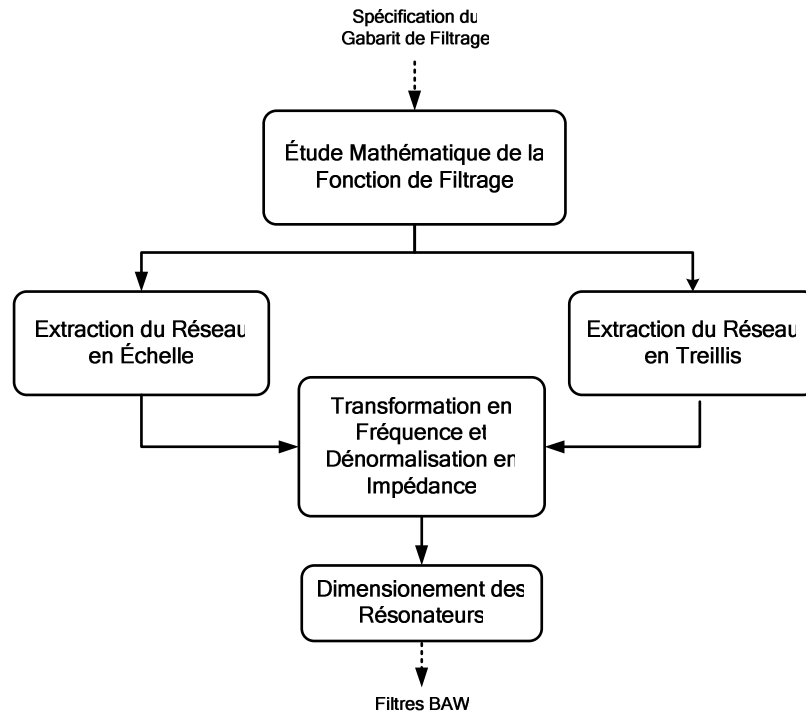 Spécification du
Gabarit de Filtrage
Étude Mathématique de la
Fonction de Filtrage
Extraction du Réseau
en Échelle
Extraction du Réseau
en Treillis
Transformation en
Fréquence et
Dénormalisation en
Impédance
Dimensionement des
Résonateurs
Filtres BAW